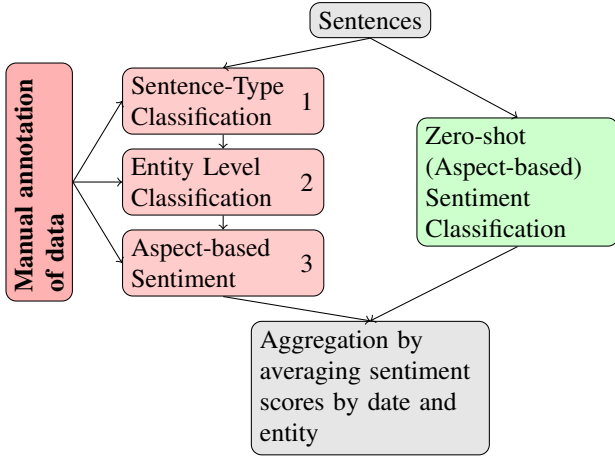 Sentences
Manual annotation
of data
Sentence-Type
Classification 1
Entity Level
Classification 2
Aspect-based
Sentiment 3
Zero-shot
(Aspect-based)
Sentiment
Classification
Aggregation by
averaging sentiment
scores by date and
entity